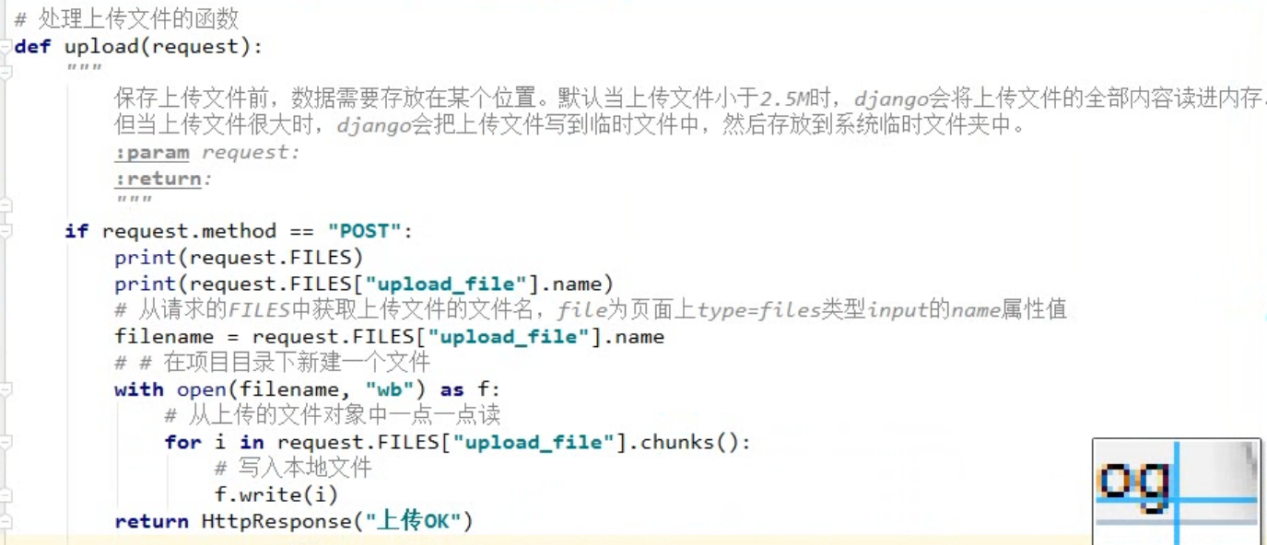 # 处理上传文件的函数
def upload(request):
"""
保存上传文件前，数据需要存放在某个位置。默认当上传文件小于2.5M时，django会将上传文件的全部内容读进内存
但当上传文件很大时，django会把上传文件写到临时文件中，然后存放到系统临时文件夹中。
:param request:
:return:
"""
if request.method == "POST":
print(request.FILES)
print(request.FILES["upload_file"].name)
# 从请求的FILES中获取上传文件的文件名，file为页面上type=files类型input的name属性值
filename = request.FILES["upload_file"].name
# # 在项目目录下新建一个文件
with open(filename, "wb") as f:
# 从上传的文件对象中一点一点读
for i in request.FILES["upload_file"].chunks():
# 写入本地文件
f.write(i)
return HttpResponse("上传OK")
og